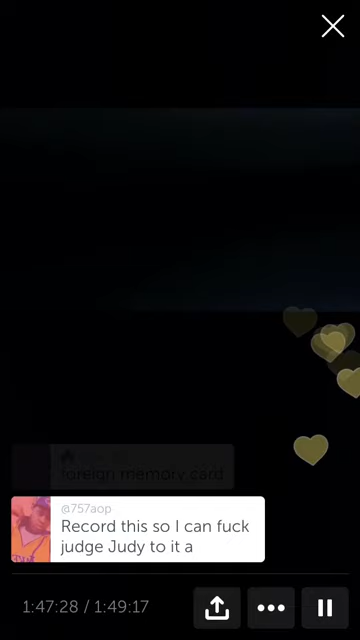 foreign memory card
@757aop
Record this so I can fuck
judge Judy to it a
1:47:28 / 1:49:17